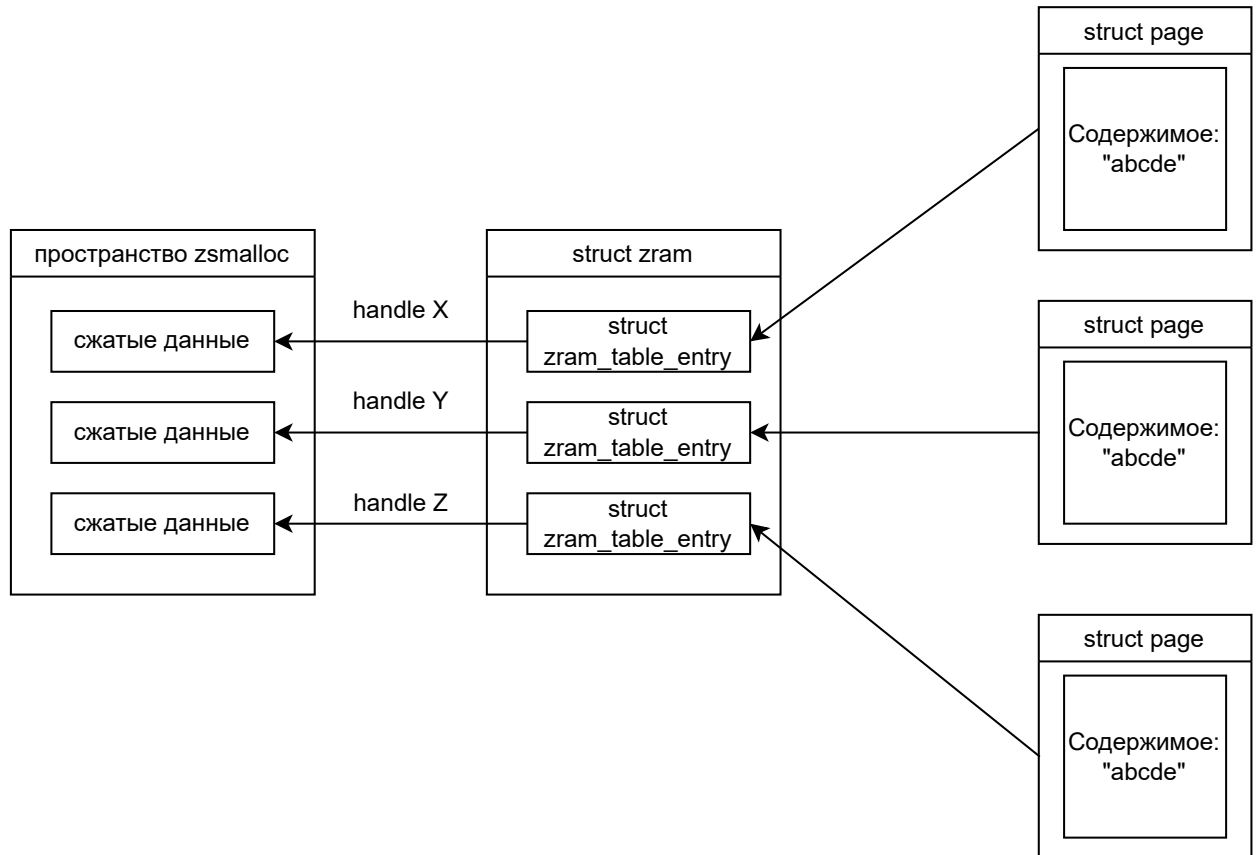 struct page
Содержимое:
"abcde"
пространство zsmalloc
struct zram
handle X
сжатые данные
struct
zram_table_entry
handle Y
сжатые данные
struct
zram_table_entry
handle Z
сжатые данные
struct
zram_table_entry
struct page
Содержимое:
"abcde"
struct page
Содержимое:
"abcde"